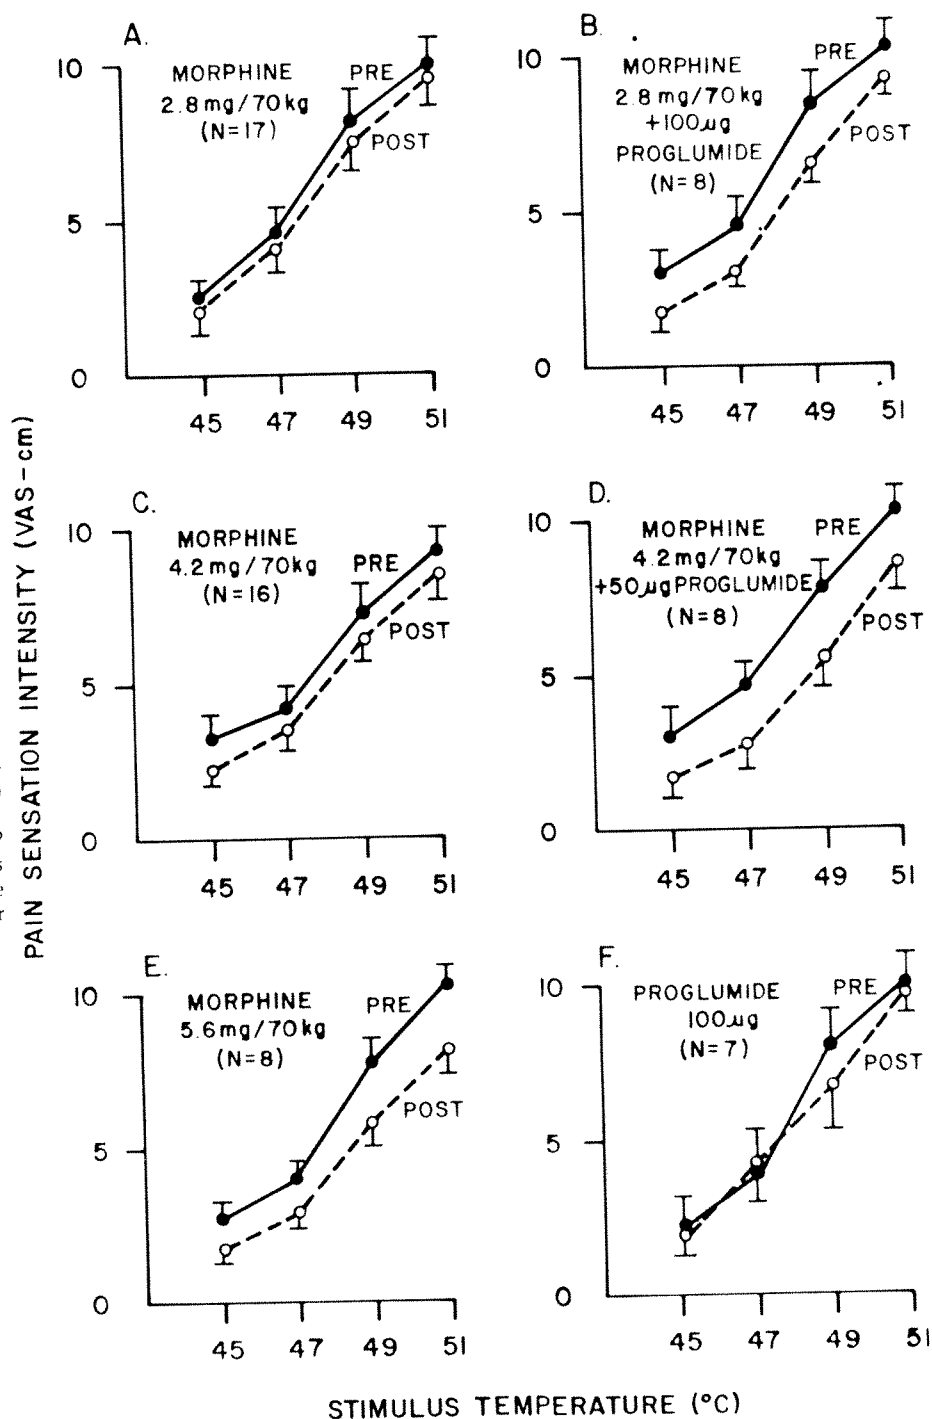 A.
MORPHINE
2.8mg/70kg
(N=17)
PRE
POST
10
5
0
45 47 49 51
B.
MORPHINE
2.8mg/70kg
+100µg
PROGLUMIDE
(N=8)
PRE
POST
10
5
0
45 47 49 51
C.
MORPHINE
4.2mg/70kg
(N=16)
PRE
POST
10
5
0
45 47 49 51
D.
MORPHINE
4.2mg/70kg
+50µg PROGLUMIDE
(N=8)
PRE
POST
10
5
0
45 47 49 51
E.
MORPHINE
5.6mg/70kg
(N=8)
PRE
POST
10
5
0
45 47 49 51
F.
PROGLUMIDE
100µg
(N=7)
PRE
POST
10
5
0
45 47 49 51
PAIN SENSATION INTENSITY (VAS-cm)
STIMULUS TEMPERATURE (°C)